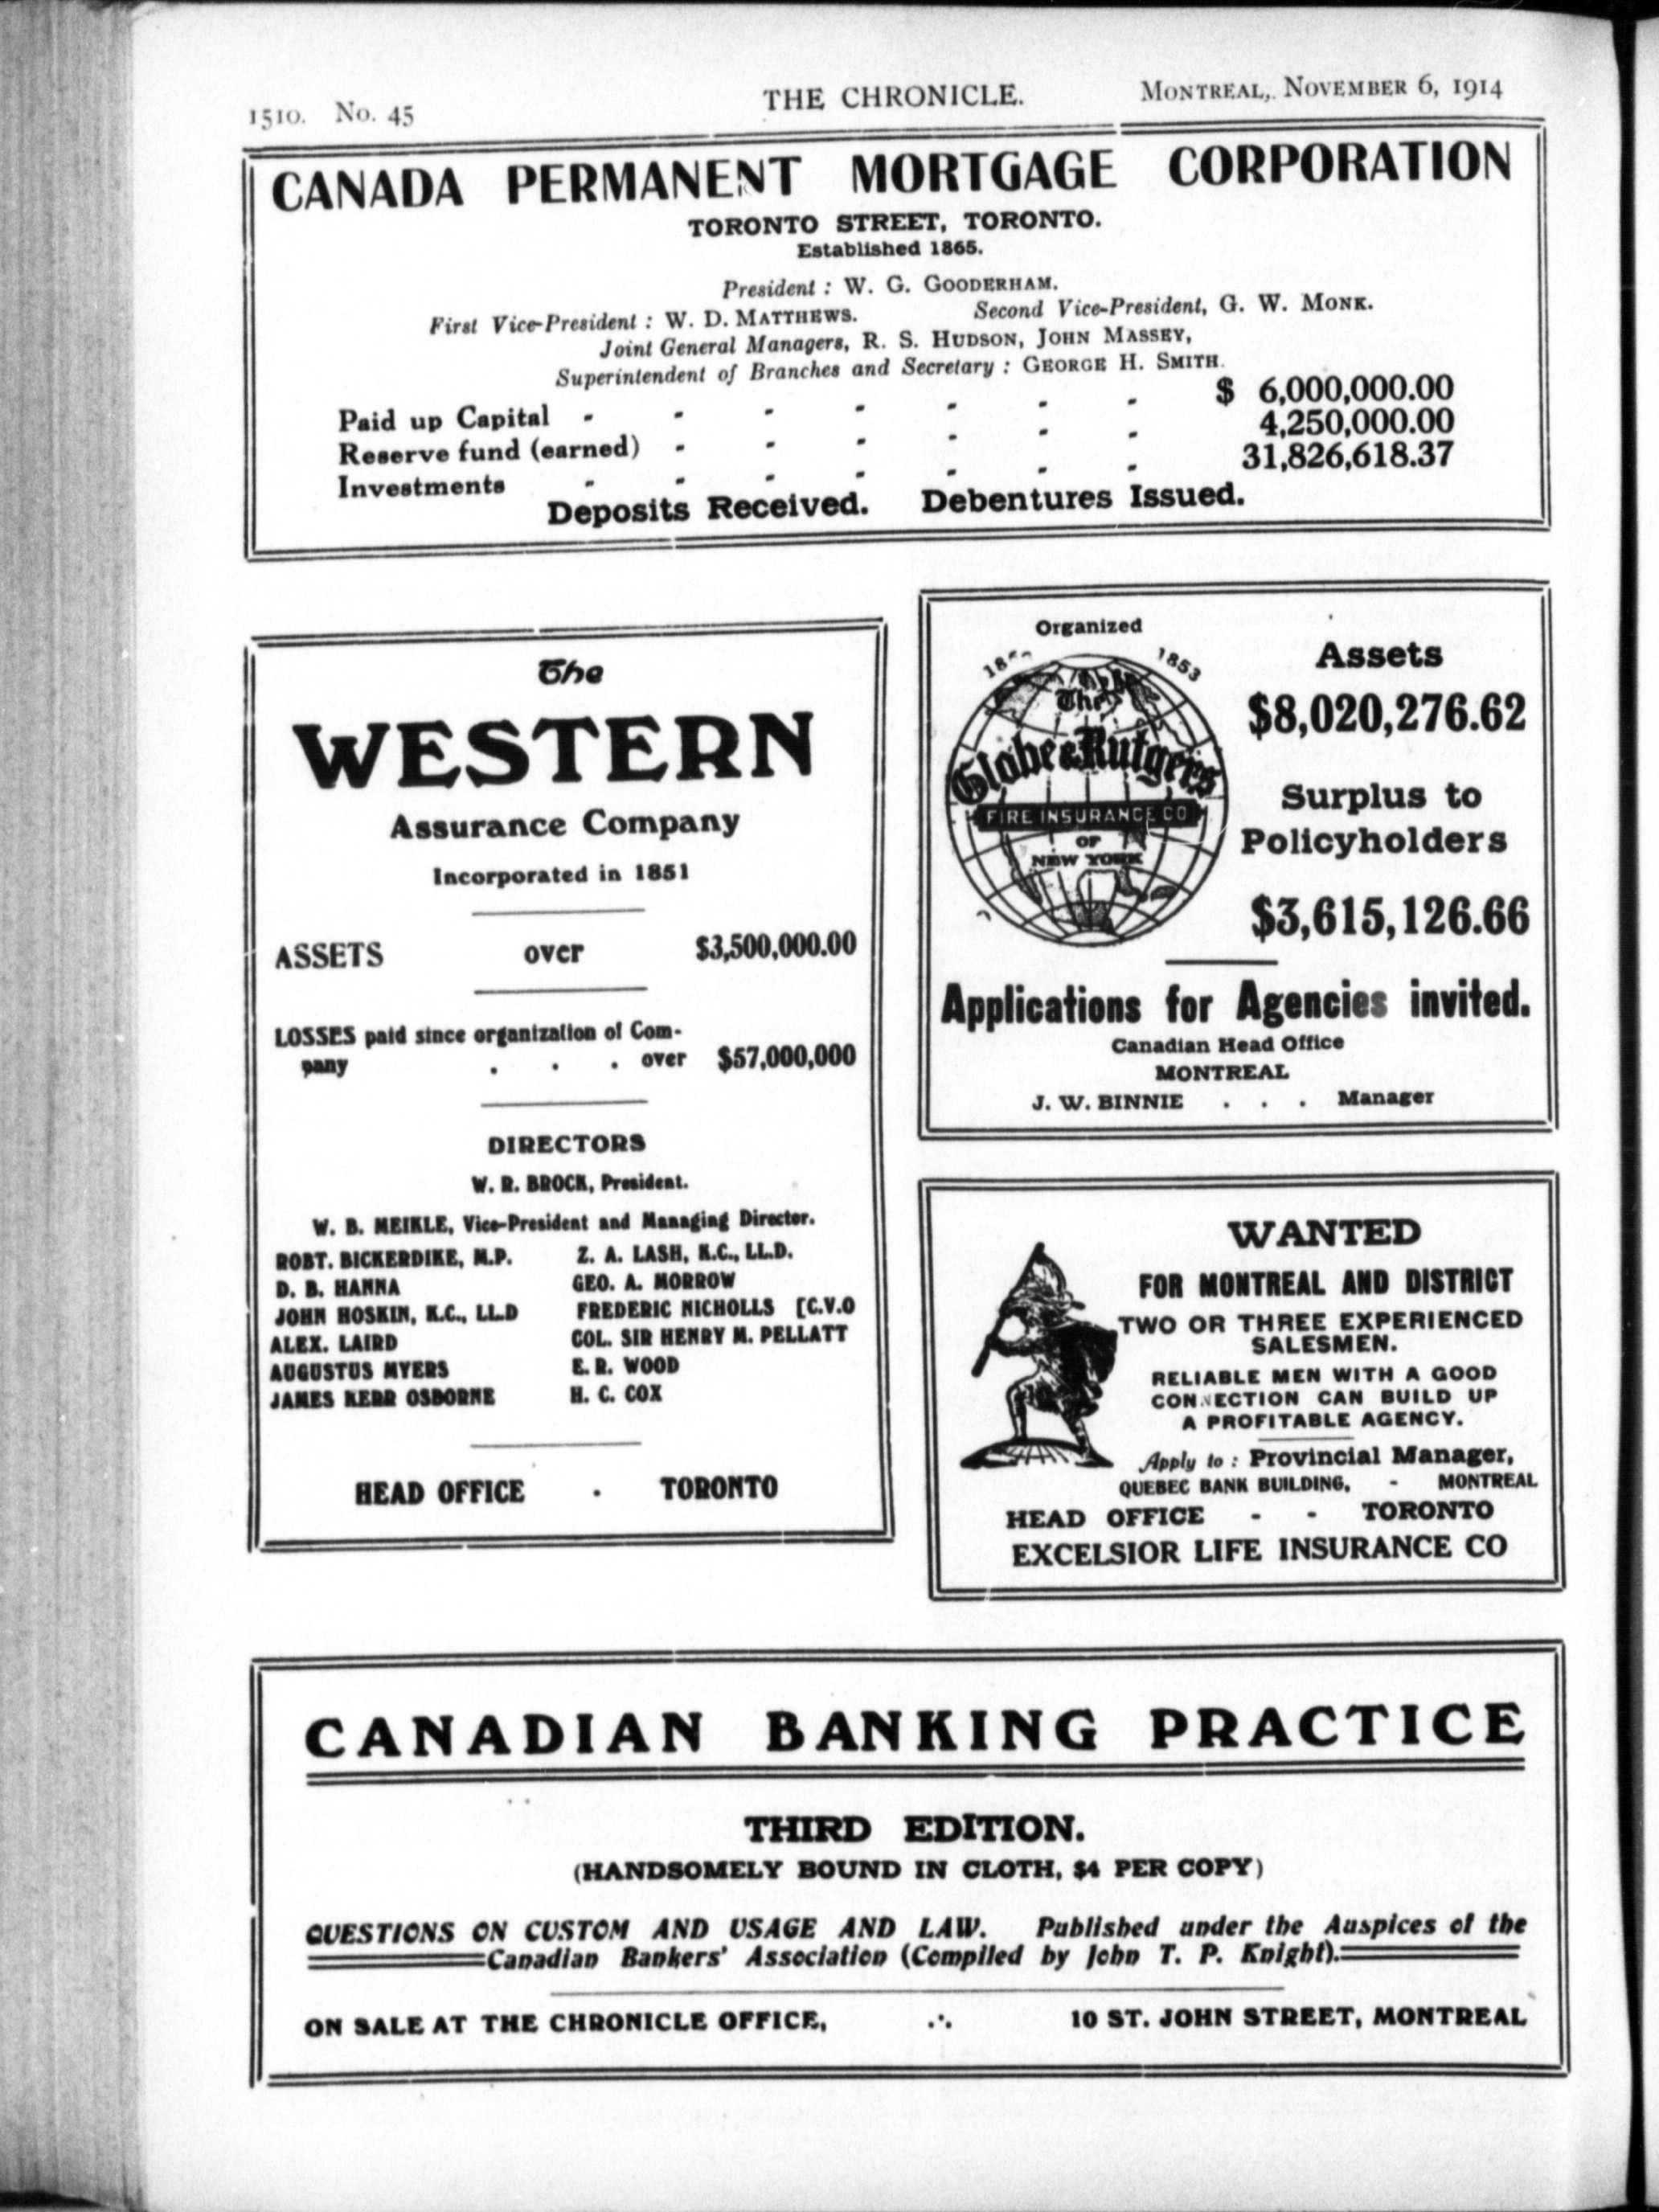 1510. No. 45
THE CHRONICLE.
MONTREAL, NOVEMBER 6, 1914
CANADA PERMANENT MORTGAGE CORPORATION
TORONTO STREET, TORONTO.
Established 1865.
President : W. G. GOODERHAM.
First Vice-President : W. D. MATTHEWS. Second Vice-President, G. W. MONK.
Joint General Managers, R. S. HUDSON, JOHN MASSEY,
Superintendent of Branches and Secretary : GEORGE H. SMITH.
Paid up Capital - - - - - - - $ 6,000,000.00
Reserve fund (earned) - - - - - - 4,250,000.00
Investments - - - - - - - 31,826,618.37
Deposits Received. Debentures Issued.
The
WESTERN
Assurance Company
Incorporated in 1851
ASSETS over $3,500,000.00
LOSSES paid since organization of Com-
pany . . . over $57,000,000
DIRECTORS
W. R. BROCK, President.
W. B. MEIKLE, Vice-President and Managing Director.
ROBT. BICKERDIKE, M.P. Z. A. LASH, K.C., LL.D.
D. B. HANNA GEO. A. MORROW
JOHN HOSKIN, K.C., LL.D FREDERIC NICHOLLS [C.V.O
ALEX. LAIRD COL. SIR HENRY M. PELLATT
AUGUSTUS MYERS E. R. WOOD
JAMES KERR OSBORNE H. C. COX
HEAD OFFICE . TORONTO
Organized
1853
The
Globe & Rutgers
FIRE INSURANCE CO
OF
NEW YORK
Assets
$8,020,276.62
Surplus to
Policyholders
$3,615,126.66
Applications for Agencies invited.
Canadian Head Office
MONTREAL
J. W. BINNIE . . . Manager
WANTED
FOR MONTREAL AND DISTRICT
TWO OR THREE EXPERIENCED
SALESMEN.
RELIABLE MEN WITH A GOOD
CONNECTION CAN BUILD UP
A PROFITABLE AGENCY.
Apply to : Provincial Manager,
QUEBEC BANK BUILDING, - MONTREAL
HEAD OFFICE - - TORONTO
EXCELSIOR LIFE INSURANCE CO
CANADIAN BANKING PRACTICE
THIRD EDITION.
(HANDSOMELY BOUND IN CLOTH, $4 PER COPY)
QUESTIONS ON CUSTOM AND USAGE AND LAW. Published under the Auspices of the
Canadian Bankers' Association (Compiled by John T. P. Knight).
ON SALE AT THE CHRONICLE OFFICE, .·. 10 ST. JOHN STREET, MONTREAL